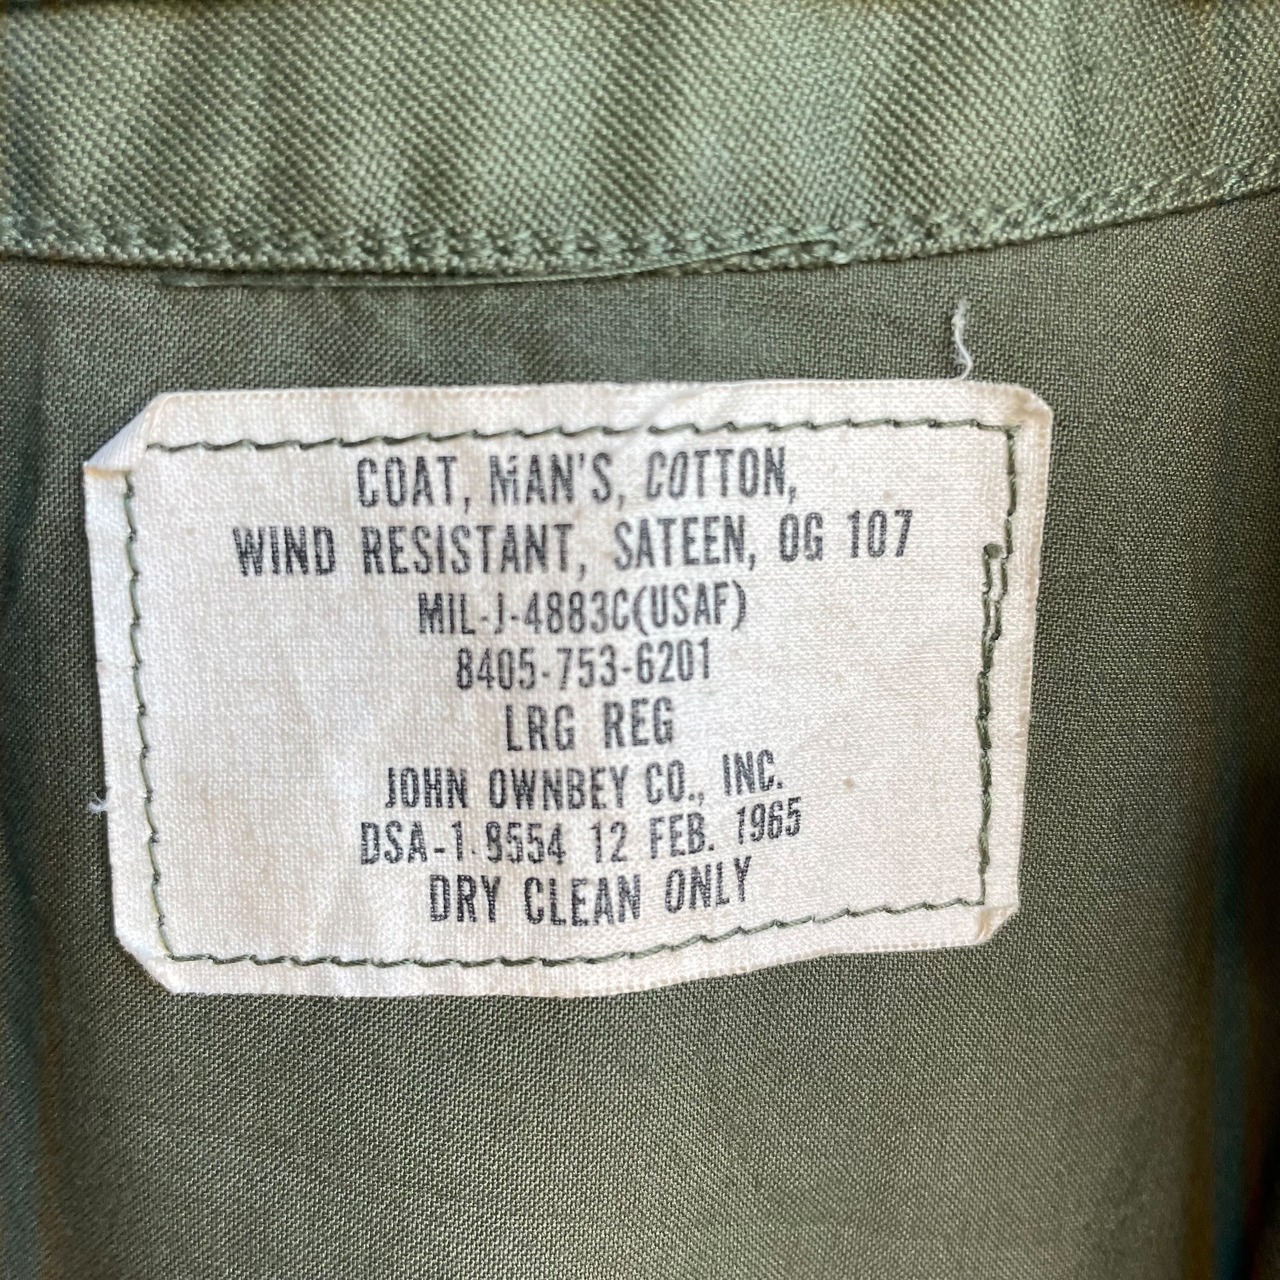 COAT, MAN'S, COTTON,
WIND RESISTANT, SATEEN, OG 107
MIL-J-4883C(USAF)
8405-753-6201
LRG REG
JOHN OWNBEY CO., INC.
DSA-1-8554 12 FEB. 1965
DRY CLEAN ONLY